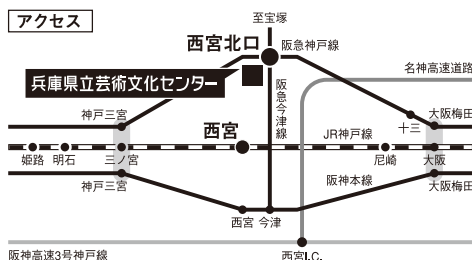 アクセス
至宝塚
西宮北口
阪急神戸線
兵庫県立芸術文化センター
名神高速道路
阪急今津線
神戸三宮
十三
大阪梅田
西宮
JR神戸線
姫路
明石
三ノ宮
尼崎
大阪
神戸三宮
阪神本線
大阪梅田
西宮
今津
阪神高速3号神戸線
西宮I.C.